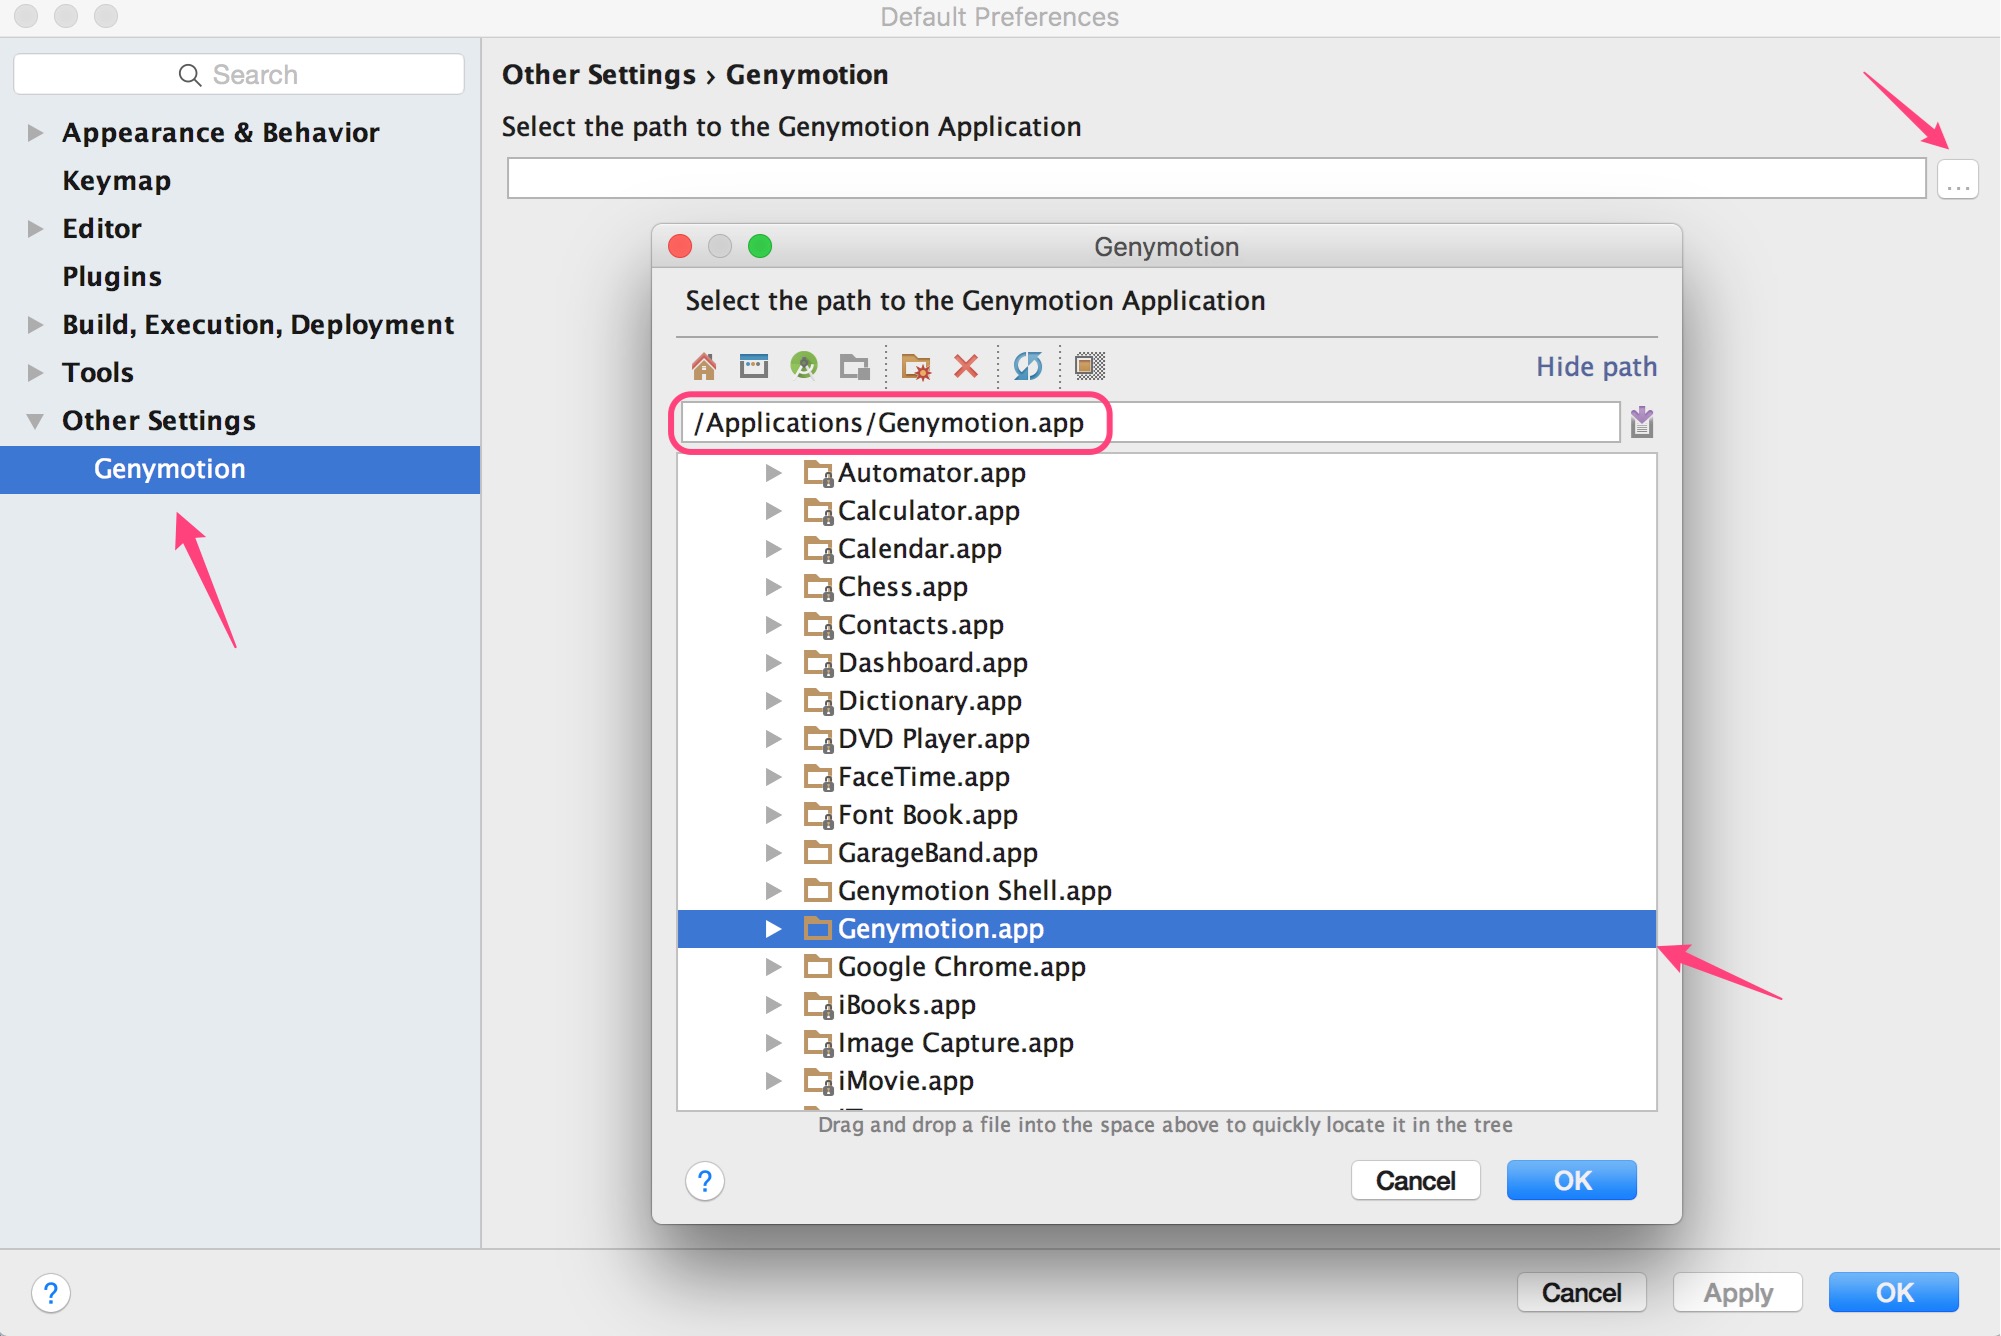 Default Preferences
Search
Appearance & Behavior
Keymap
Editor
Plugins
Build, Execution, Deployment
Tools
Other Settings
Genymotion
Other Settings › Genymotion
Select the path to the Genymotion Application
...
Genymotion
Select the path to the Genymotion Application
Hide path
/Applications/Genymotion.app
Automator.app
Calculator.app
Calendar.app
Chess.app
Contacts.app
Dashboard.app
Dictionary.app
DVD Player.app
FaceTime.app
Font Book.app
GarageBand.app
Genymotion Shell.app
Genymotion.app
Google Chrome.app
iBooks.app
Image Capture.app
iMovie.app
Drag and drop a file into the space above to quickly locate it in the tree
? Cancel OK
? Cancel Apply OK